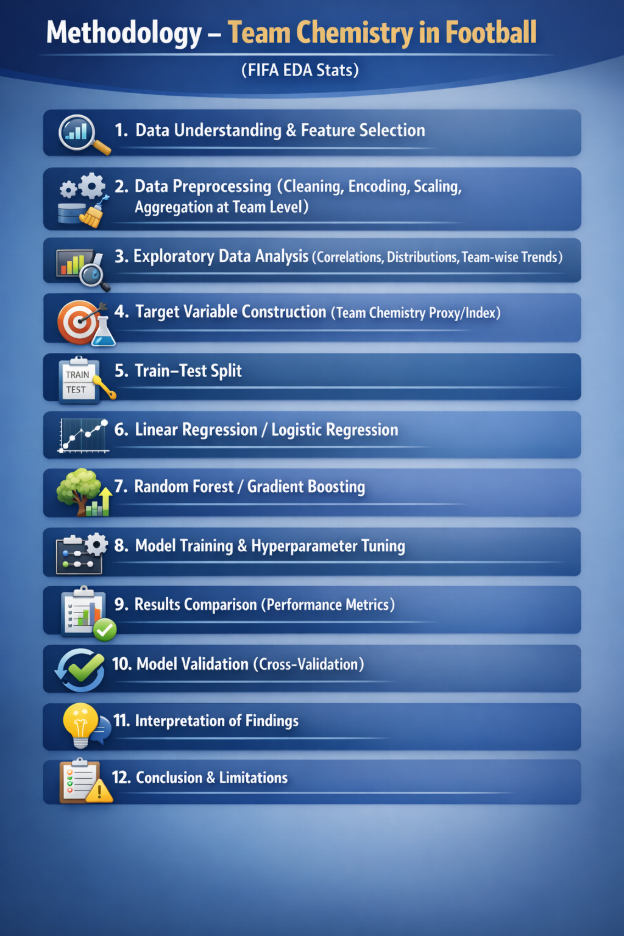 Methodology – Team Chemistry in Football
(FIFA EDA Stats)
1. Data Understanding & Feature Selection
2. Data Preprocessing (Cleaning, Encoding, Scaling,
Aggregation at Team Level)
3. Exploratory Data Analysis (Correlations, Distributions, Team-wise Trends)
4. Target Variable Construction (Team Chemistry Proxy/Index)
TRAIN
TEST
5. Train–Test Split
6. Linear Regression / Logistic Regression
7. Random Forest / Gradient Boosting
8. Model Training & Hyperparameter Tuning
9. Results Comparison (Performance Metrics)
10. Model Validation (Cross-Validation)
11. Interpretation of Findings
12. Conclusion & Limitations